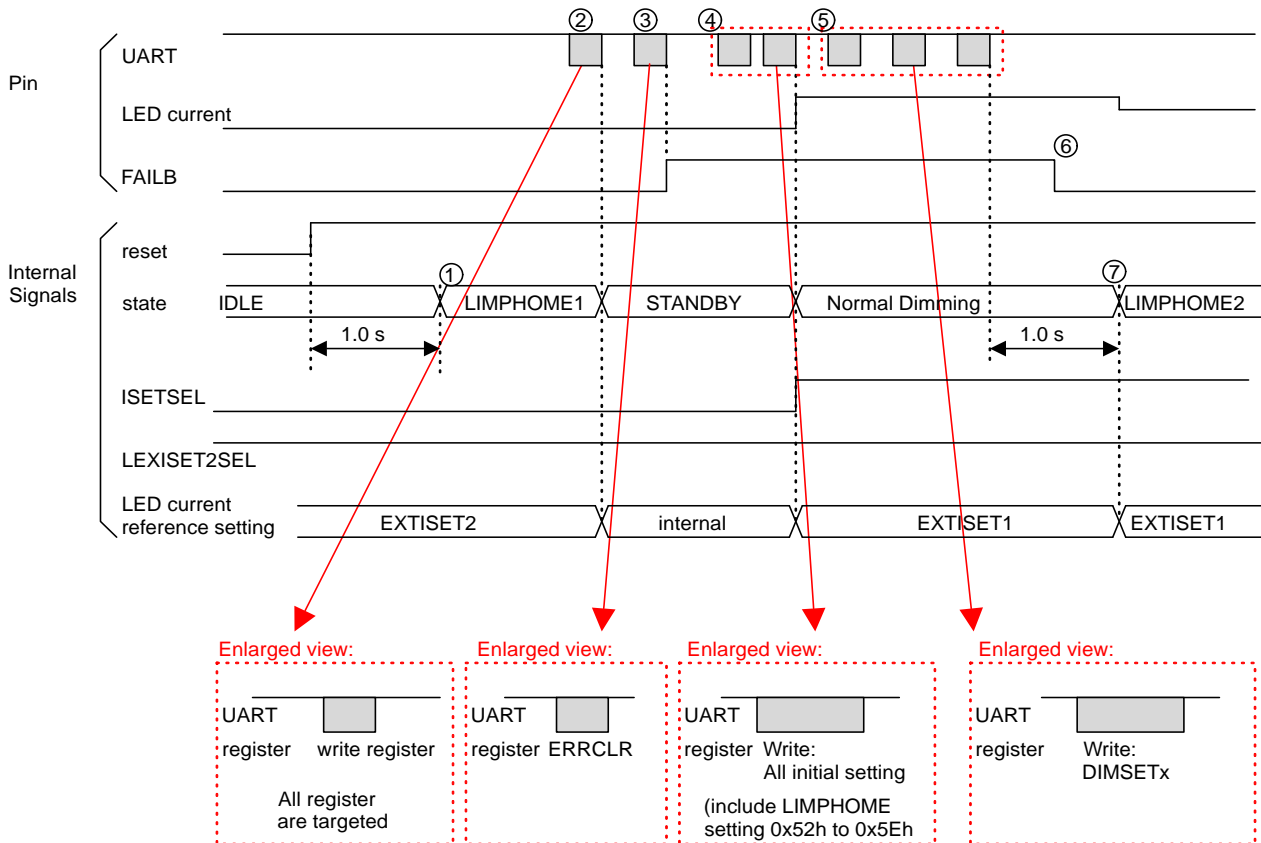 ② ③ ④ ⑤
UART
Pin
LED current
FAILB
⑥
reset
Internal
Signals
① ⑦
state IDLE LIMPHOME1 STANDBY Normal Dimming LIMPHOME2
1.0 s 1.0 s
ISETSEL
LEXISET2SEL
LED current
reference setting EXTISET2 internal EXTISET1 EXTISET1
Enlarged view:
UART
register write register
All register
are targeted
Enlarged view:
UART
register ERRCLR
Enlarged view:
UART
register Write:
All initial setting
(include LIMPHOME
setting 0x52h to 0x5Eh
Enlarged view:
UART
register Write:
DIMSETx